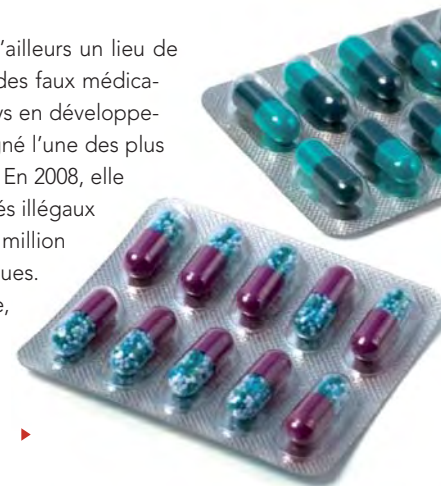 ’ailleurs un lieu de
des faux médica-
ys en développe-
gné l’une des plus
En 2008, elle
és illégaux
million
ues.
e,